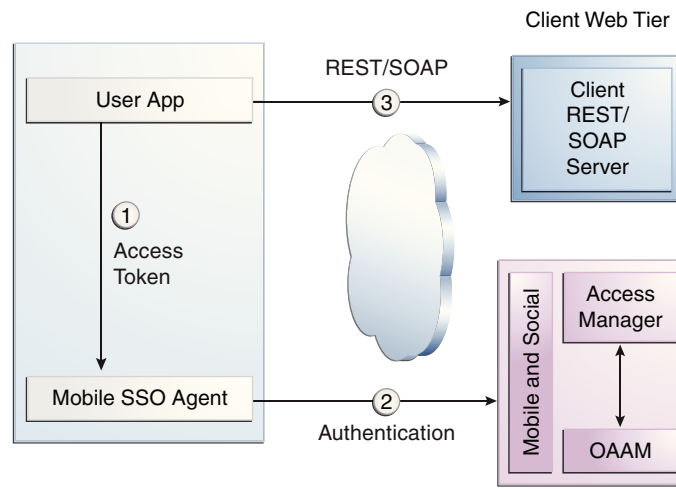 Client Web Tier
User App
REST/SOAP
3
Client
REST/
SOAP
Server
1
Access
Token
Mobile SSO Agent
2
Authentication
Mobile and Social
Access
Manager
OAAM